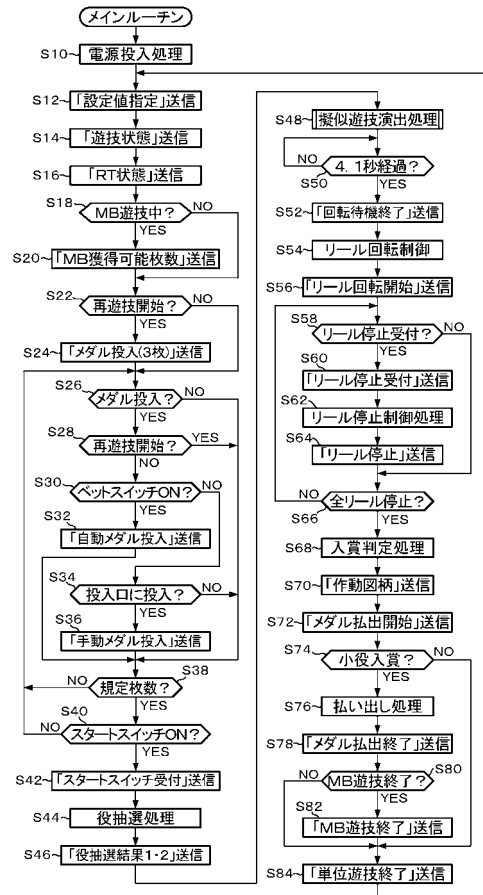 メインルーチン
S10 電源投入処理
S12 「設定値指定」送信
S14 「遊技状態」送信
S16 「RT状態」送信
S18 MB遊技中？ NO
YES
S20 「MB獲得可能枚数」送信
S22 再遊技開始？ NO
YES
S24 「メダル投入(3枚)」送信
S26 メダル投入？ NO
YES
S28 再遊技開始？ YES
NO
S30 ベットスイッチON？ NO
YES
S32 「自動メダル投入」送信
S34 投入口に投入？ NO
YES
S36 「手動メダル投入」送信
S38 NO 規定枚数？
YES
S40 NO スタートスイッチON？
YES
S42 「スタートスイッチ受付」送信
S44 役抽選処理
S46 「役抽選結果1・2」送信
S48 擬似遊技演出処理
NO 4．1秒経過？
S50 YES
S52 「回転待機終了」送信
S54 リール回転制御
S56 「リール回転開始」送信
S58 リール停止受付？ NO
YES
S60 「リール停止受付」送信
S62 リール停止制御処理
S64 「リール停止」送信
NO 全リール停止？
S66 YES
S68 入賞判定処理
S70 「作動図柄」送信
S72 「メダル払出開始」送信
S74 小役入賞？ NO
YES
S76 払い出し処理
S78 「メダル払出終了」送信
S80 NO MB遊技終了？
YES
S82 「MB遊技終了」送信
S84 「単位遊技終了」送信